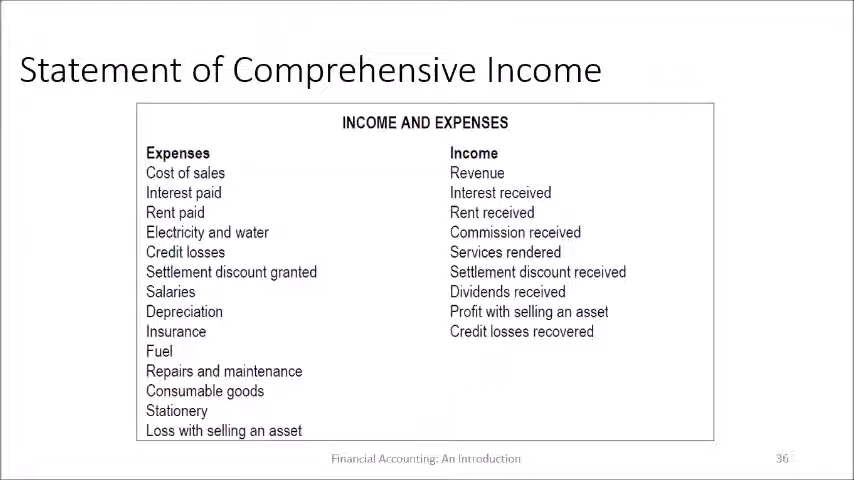 Statement of Comprehensive Income
INCOME AND EXPENSES
Expenses
Cost of sales
Interest paid
Rent paid
Electricity and water
Credit losses
Settlement discount granted
Salaries
Depreciation
Insurance
Fuel
Repairs and maintenance
Consumable goods
Stationery
Loss with selling an asset
Income
Revenue
Interest received
Rent received
Commission received
Services rendered
Settlement discount received
Dividends received
Profit with selling an asset
Credit losses recovered
Financial Accounting: An Introduction
36